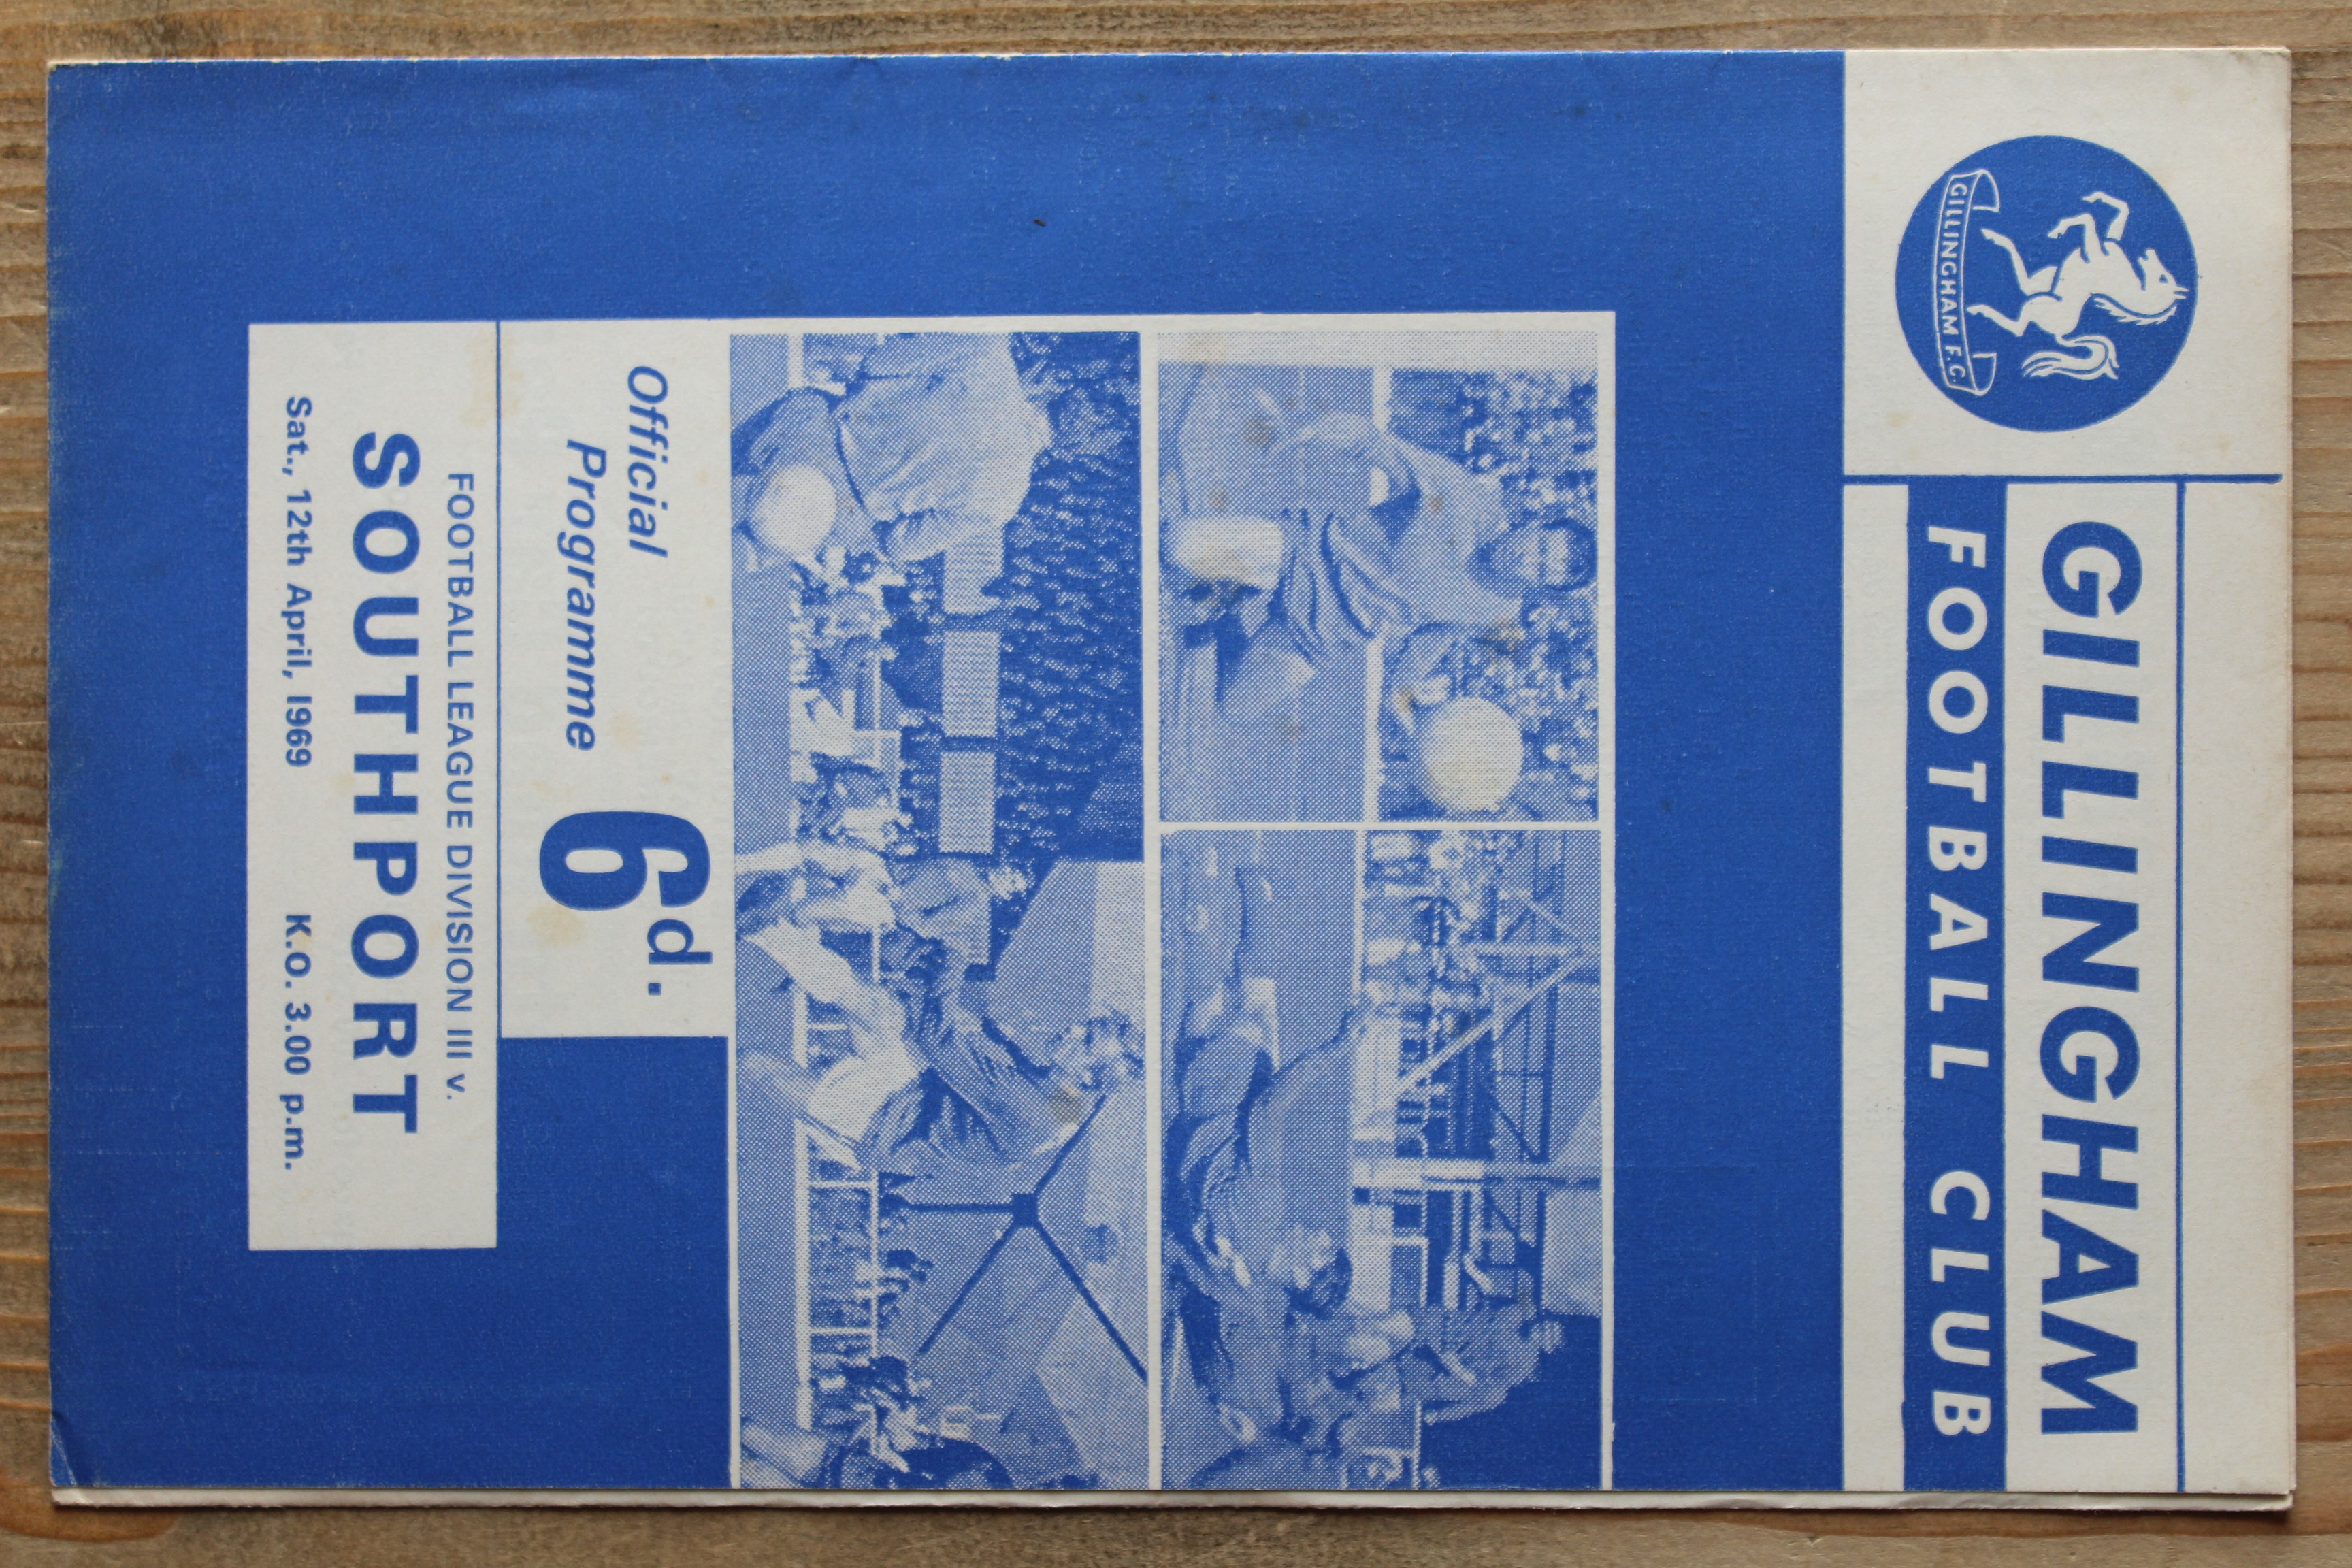 GILLINGHAM F.C.
GILLINGHAM
FOOTBALL CLUB
Official
Programme
6d.
FOOTBALL LEAGUE DIVISION III v.
SOUTHPORT
Sat., 12th April, 1969 K.O. 3.00 p.m.